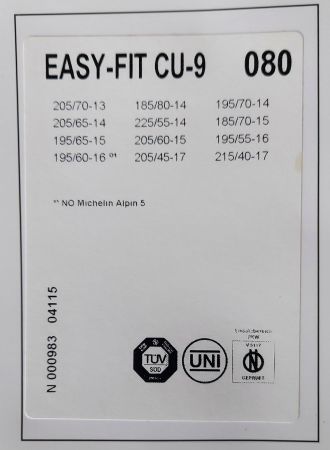 EASY-FIT CU-9 080
205/70-13 185/80-14 195/70-14
205/65-14 225/55-14 185/70-15
195/65-15 205/60-15 195/55-16
195/60-16 *¹ 205/45-17 215/40-17
*¹ NO Michelin Alpin 5
N 000983 04115
TÜV
SÜD
UNI
PKW
V5117
N
GEPRÜFT